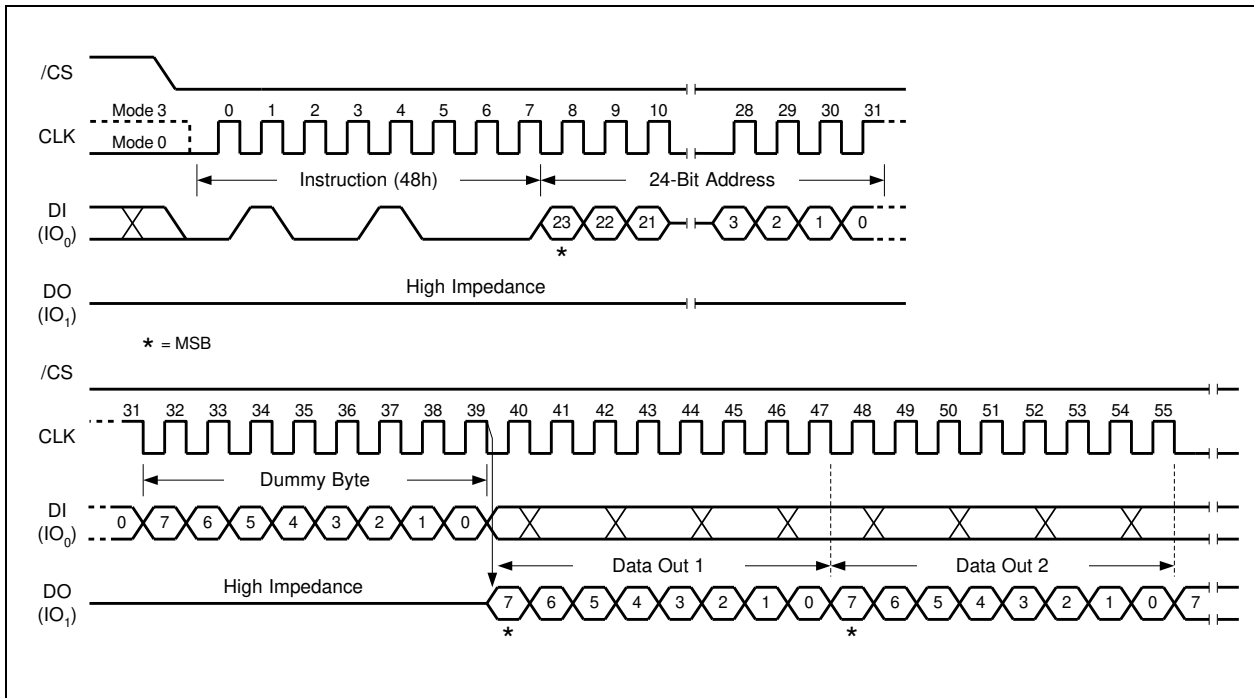 /CS
Mode 3 0 1 2 3 4 5 6 7 8 9 10 28 29 30 31
CLK
Mode 0
Instruction (48h) 24-Bit Address
DI
(IO0) 23 22 21 3 2 1 0
*
High Impedance
DO
(IO1)
* = MSB
/CS
31 32 33 34 35 36 37 38 39 40 41 42 43 44 45 46 47 48 49 50 51 52 53 54 55
CLK
Dummy Byte
DI
(IO0) 0 7 6 5 4 3 2 1 0
Data Out 1 Data Out 2
High Impedance
DO
(IO1) 7 6 5 4 3 2 1 0 7 6 5 4 3 2 1 0 7
* *